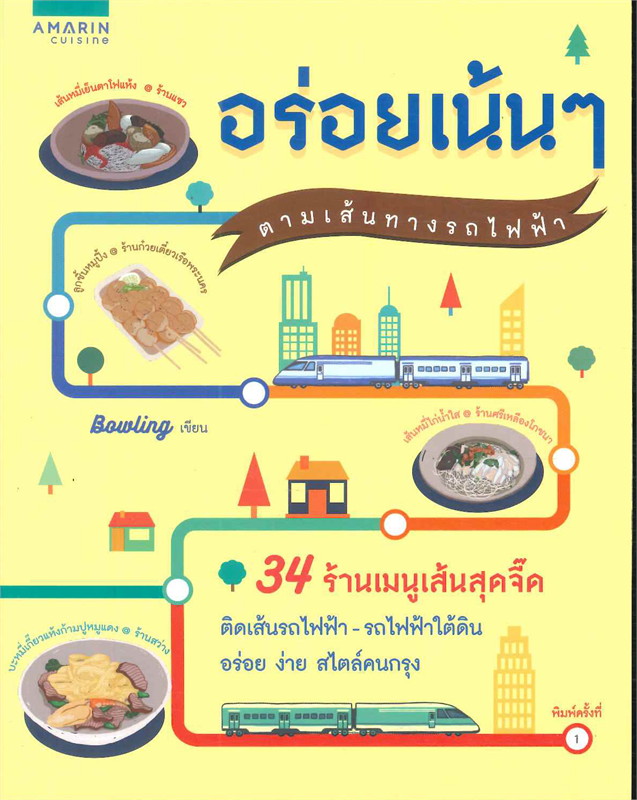 AMARIN
CUISINE
เส้นหมี่เย็นตาโฟแห้ง @ ร้านแชว
อร่อยเน้นๆ
ตามเส้นทางรถไฟฟ้า
ลูกชิ้นหมูปิ้ง @ ร้านก๋วยเตี๋ยวเรือพระนคร
Bowling เขียน
เส้นหมี่ไก่น้ำใส @ ร้านศรีเหลืองโภชนา
34 ร้านเมนูเส้นสุดจี๊ด
ติดเส้นรถไฟฟ้า - รถไฟฟ้าใต้ดิน
อร่อย ง่าย สไตล์คนกรุง
บะหมี่เกี๊ยวแห้งก้ามปูหมูแดง @ ร้านสว่าง
พิมพ์ครั้งที่
1